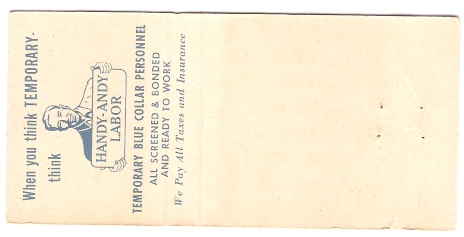 When you think TEMPORARY-
think
HANDY-ANDY
LABOR
TEMPORARY BLUE COLLAR PERSONNEL
ALL SCREENED & BONDED
AND READY TO WORK
We Pay All Taxes and Insurance